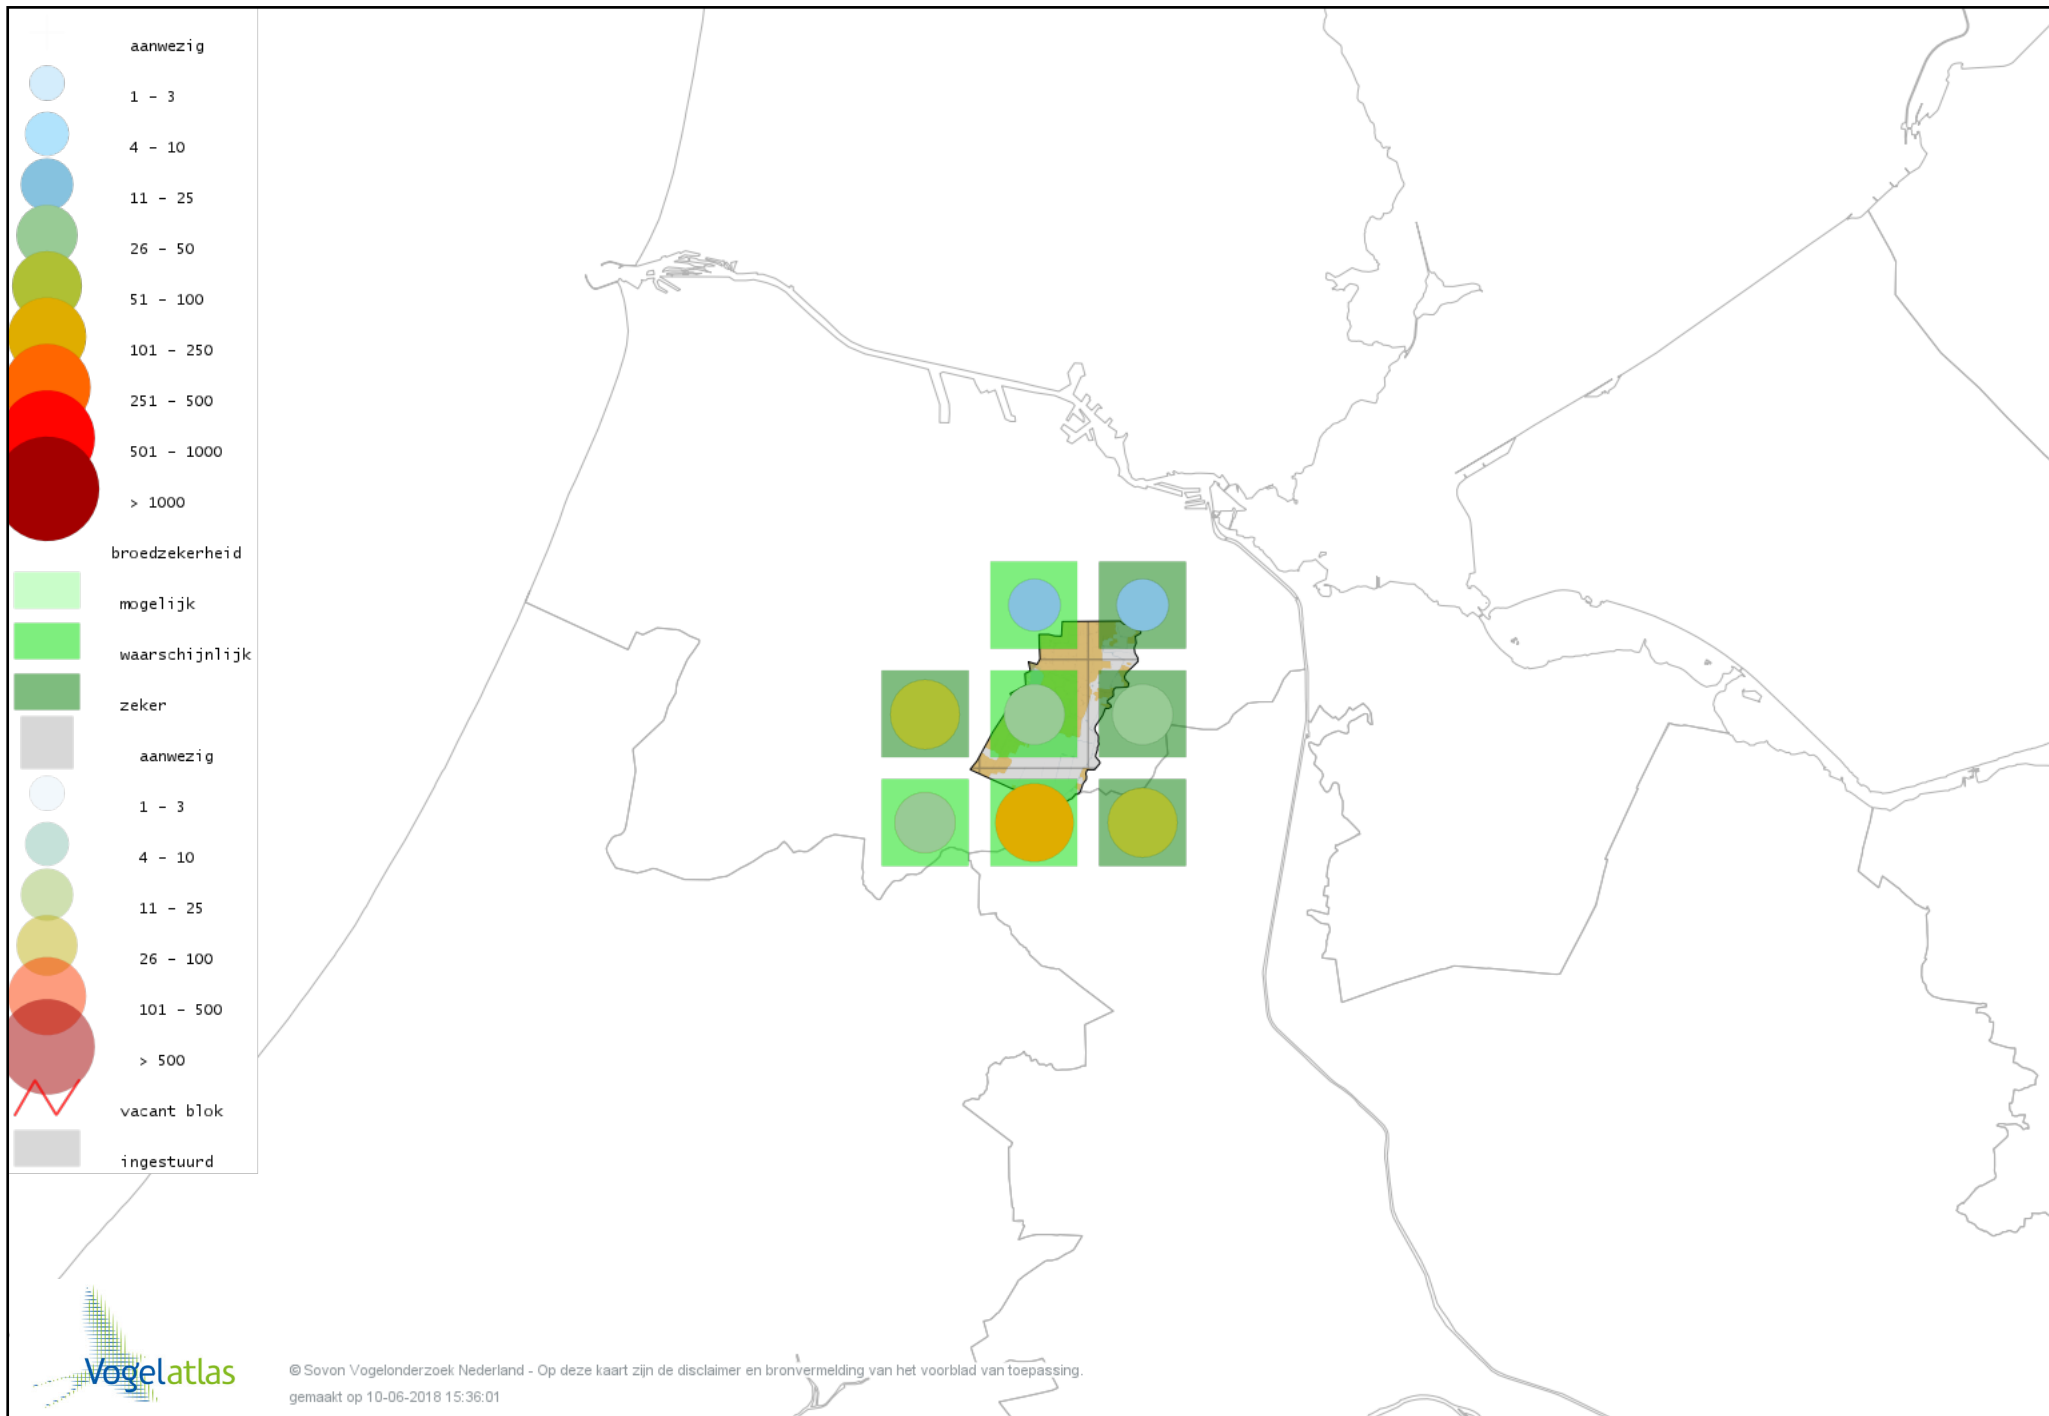 aanwezig
1 - 3
4 - 10
11 - 25
26 - 50
51 - 100
101 - 250
251 - 500
501 - 1000
> 1000
broedzekerheid
mogelijk
waarschijnlijk
zeker
aanwezig
1 - 3
4 - 10
11 - 25
26 - 100
101 - 500
> 500
vacant blok
ingestuurd
Vogelatlas
© Sovon Vogelonderzoek Nederland - Op deze kaart zijn de disclaimer en bronvermelding van het voorblad van toepassing.
gemaakt op 10-06-2018 15:36:01